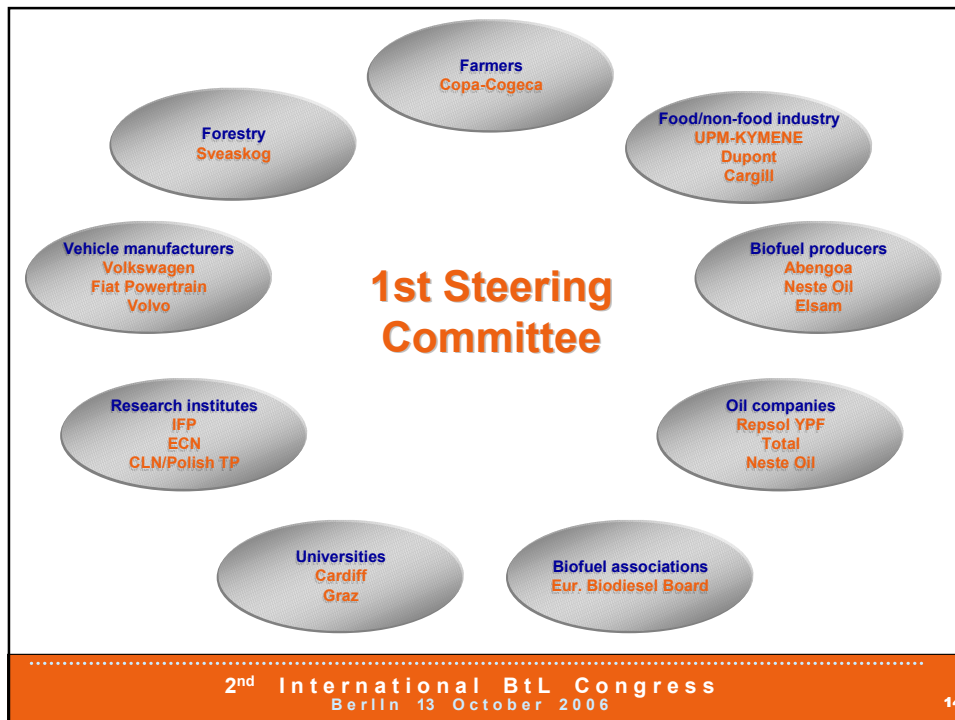 Farmers
Copa-Cogeca
Forestry
Sveaskog
Food/non-food industry
UPM-KYMENE
Dupont
Cargill
Vehicle manufacturers
Volkswagen
Fiat Powertrain
Volvo
Biofuel producers
Abengoa
Neste Oil
Elsam
1st Steering
Committee
Research institutes
IFP
ECN
CLN/Polish TP
Oil companies
Repsol YPF
Total
Neste Oil
Universities
Cardiff
Graz
Biofuel associations
Eur. Biodiesel Board
2nd International BtL Congress
BerlIn 13 October 2006